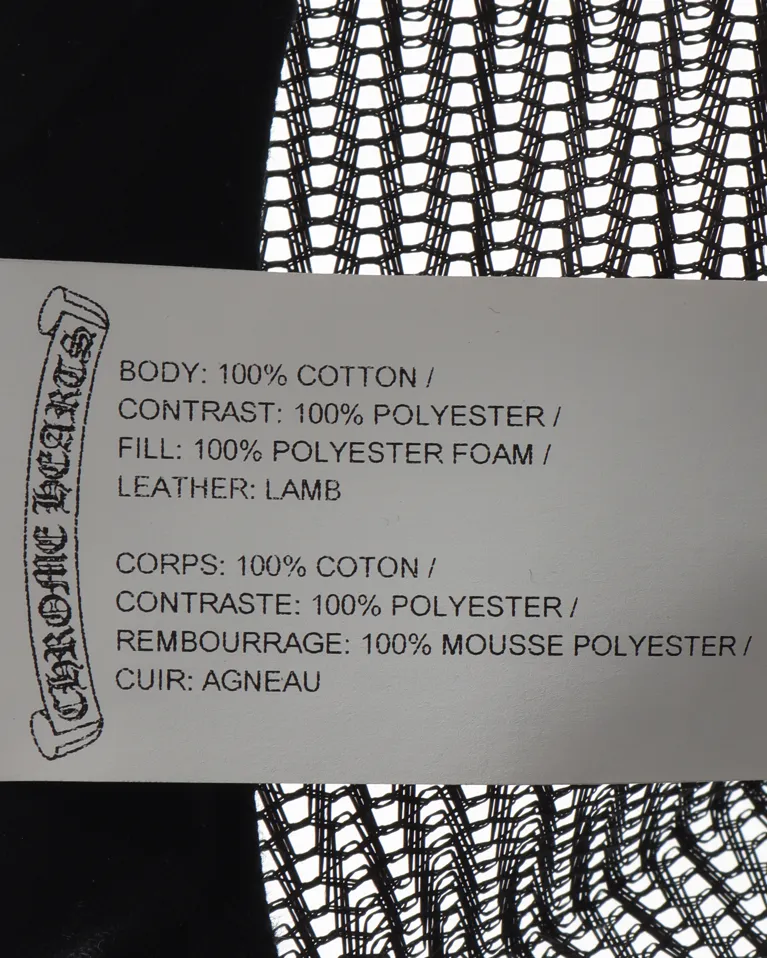 CHROME HEARTS
BODY: 100% COTTON /
CONTRAST: 100% POLYESTER /
FILL: 100% POLYESTER FOAM /
LEATHER: LAMB
CORPS: 100% COTON /
CONTRASTE: 100% POLYESTER /
REMBOURRAGE: 100% MOUSSE POLYESTER /
CUIR: AGNEAU